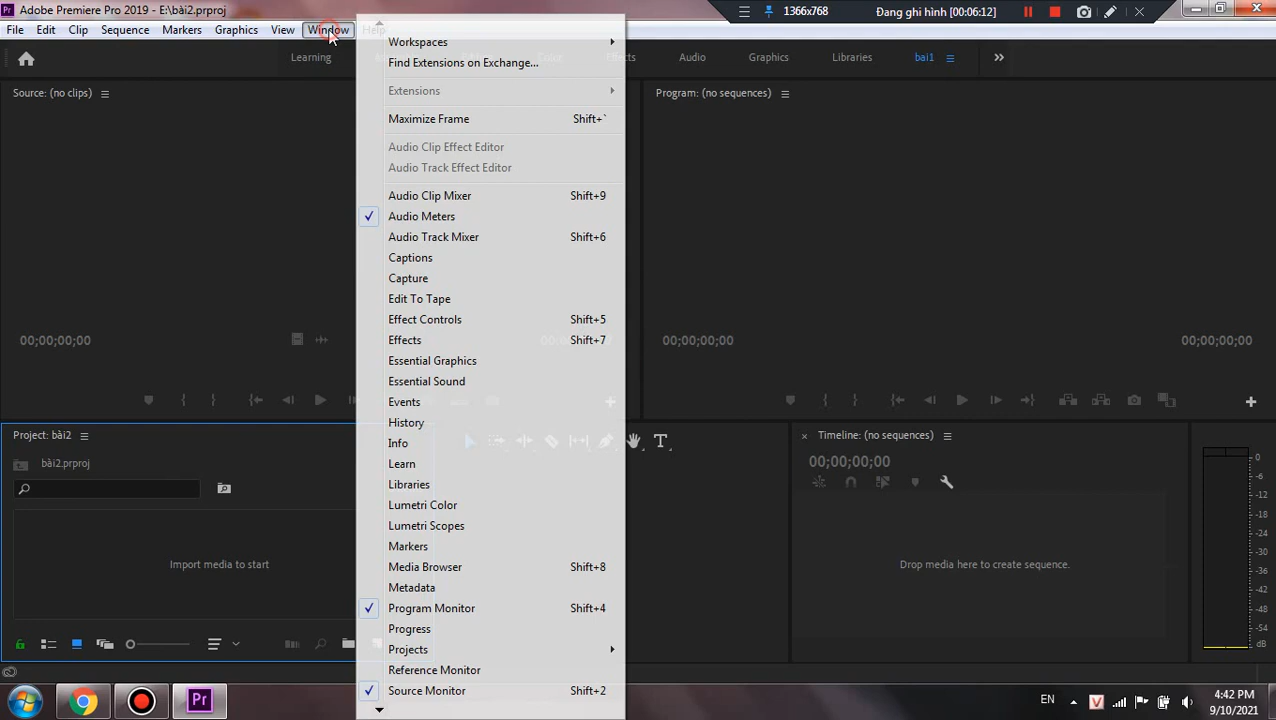 Adobe Premiere Pro 2019 - E:\bài2.prproj
1366x768
Đang ghi hình [00:06:12]
File Edit Clip Sequence Markers Graphics View Window Help
Learning
Effects Audio Graphics Libraries bai1
Source: (no clips)
Program: (no sequences)
Workspaces
Find Extensions on Exchange...
Extensions
Maximize Frame Shift+`
Audio Clip Effect Editor
Audio Track Effect Editor
Audio Clip Mixer Shift+9
Audio Meters
Audio Track Mixer Shift+6
Captions
Capture
Edit To Tape
Effect Controls Shift+5
Effects Shift+7
Essential Graphics
Essential Sound
Events
History
Info
Learn
Libraries
Lumetri Color
Lumetri Scopes
Markers
Media Browser Shift+8
Metadata
Program Monitor Shift+4
Progress
Projects
Reference Monitor
Source Monitor Shift+2
00;00;00;00
00;00;00;00
00;00;00;00
Project: bài2
bài2.prproj
Import media to start
Timeline: (no sequences)
00;00;00;00
Drop media here to create sequence.
0
-6
-12
-18
-24
-30
-36
-42
-48
-54
dB
EN
4:42 PM
9/10/2021